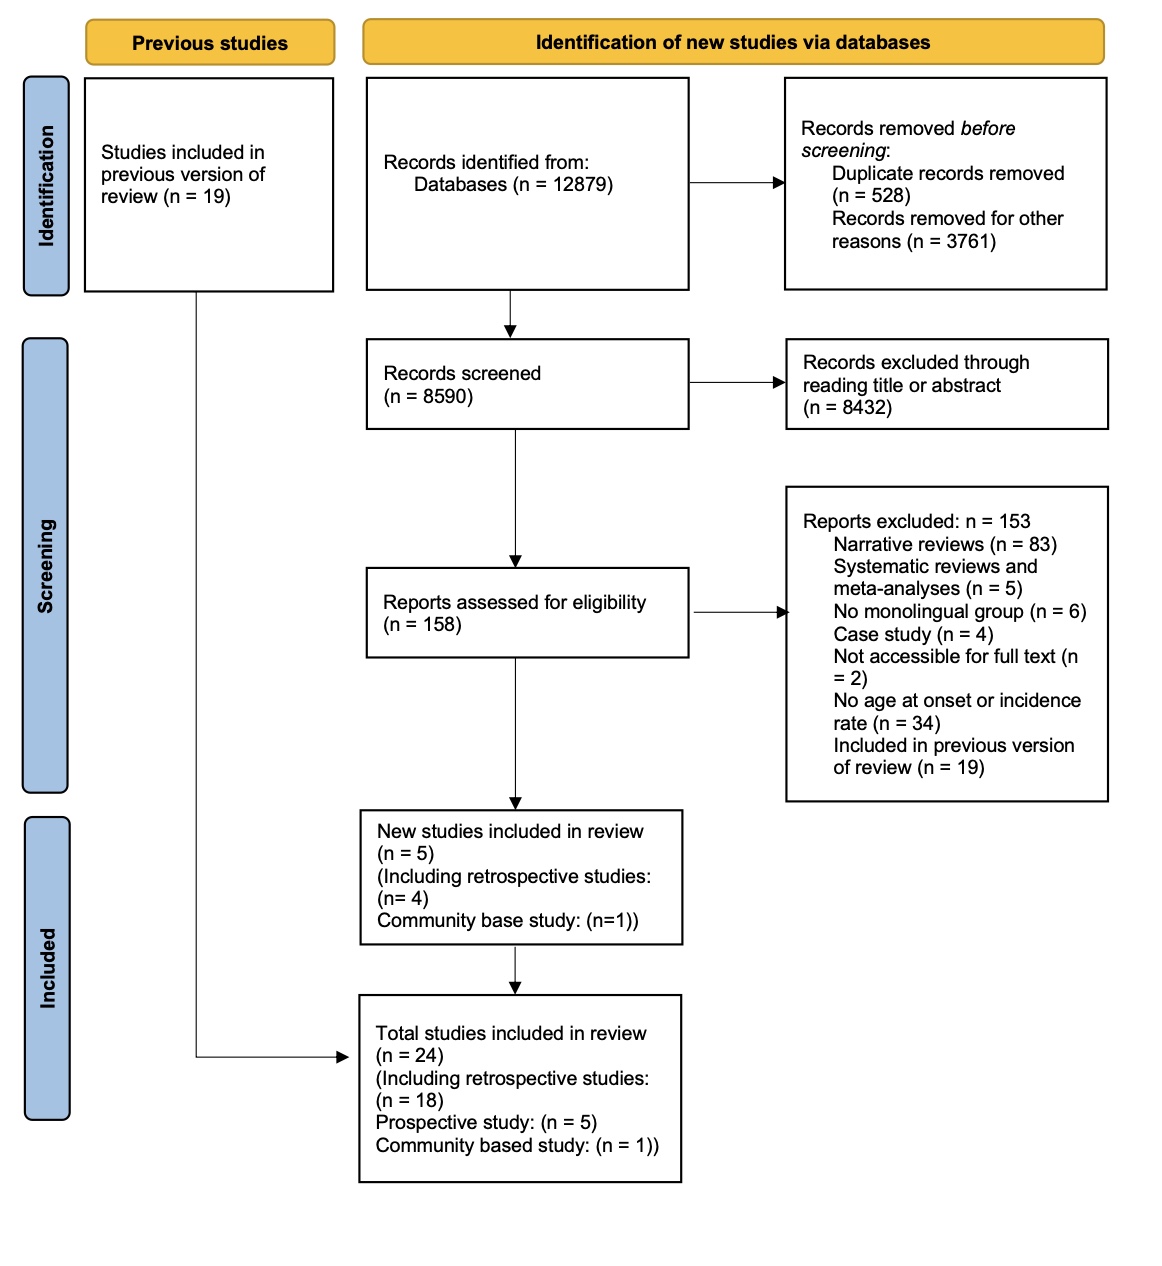 Previous studies
Identification of new studies via databases
Identification
Studies included in
previous version of
review (n = 19)
Records identified from:
Databases (n = 12879)
Records removed before
screening:
Duplicate records removed
(n = 528)
Records removed for other
reasons (n = 3761)
Screening
Records screened
(n = 8590)
Records excluded through
reading title or abstract
(n = 8432)
Reports assessed for eligibility
(n = 158)
Reports excluded: n = 153
Narrative reviews (n = 83)
Systematic reviews and
meta-analyses (n = 5)
No monolingual group (n = 6)
Case study (n = 4)
Not accessible for full text (n
= 2)
No age at onset or incidence
rate (n = 34)
Included in previous version
of review (n = 19)
Included
New studies included in review
(n = 5)
(Including retrospective studies:
(n= 4)
Community base study: (n=1))
Total studies included in review
(n = 24)
(Including retrospective studies:
(n = 18)
Prospective study: (n = 5)
Community based study: (n = 1))